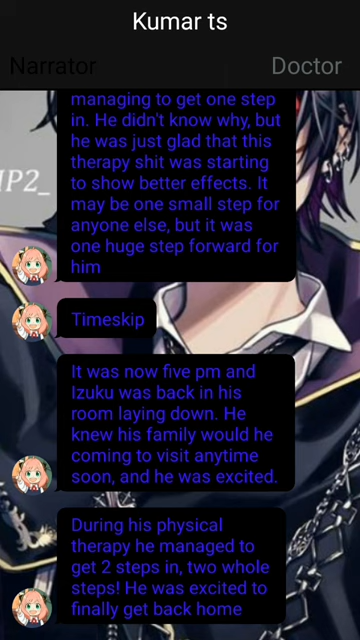 Kumar ts
Narrator
Doctor
managing to get one step
in. He didn't know why, but
he was just glad that this
therapy shit was starting
to show better effects. It
may be one small step for
anyone else, but it was
one huge step forward for
him
IP2_
Timeskip
It was now five pm and
Izuku was back in his
room laying down. He
knew his family would he
coming to visit anytime
soon, and he was excited.
During his physical
therapy he managed to
get 2 steps in, two whole
steps! He was excited to
finally get back home